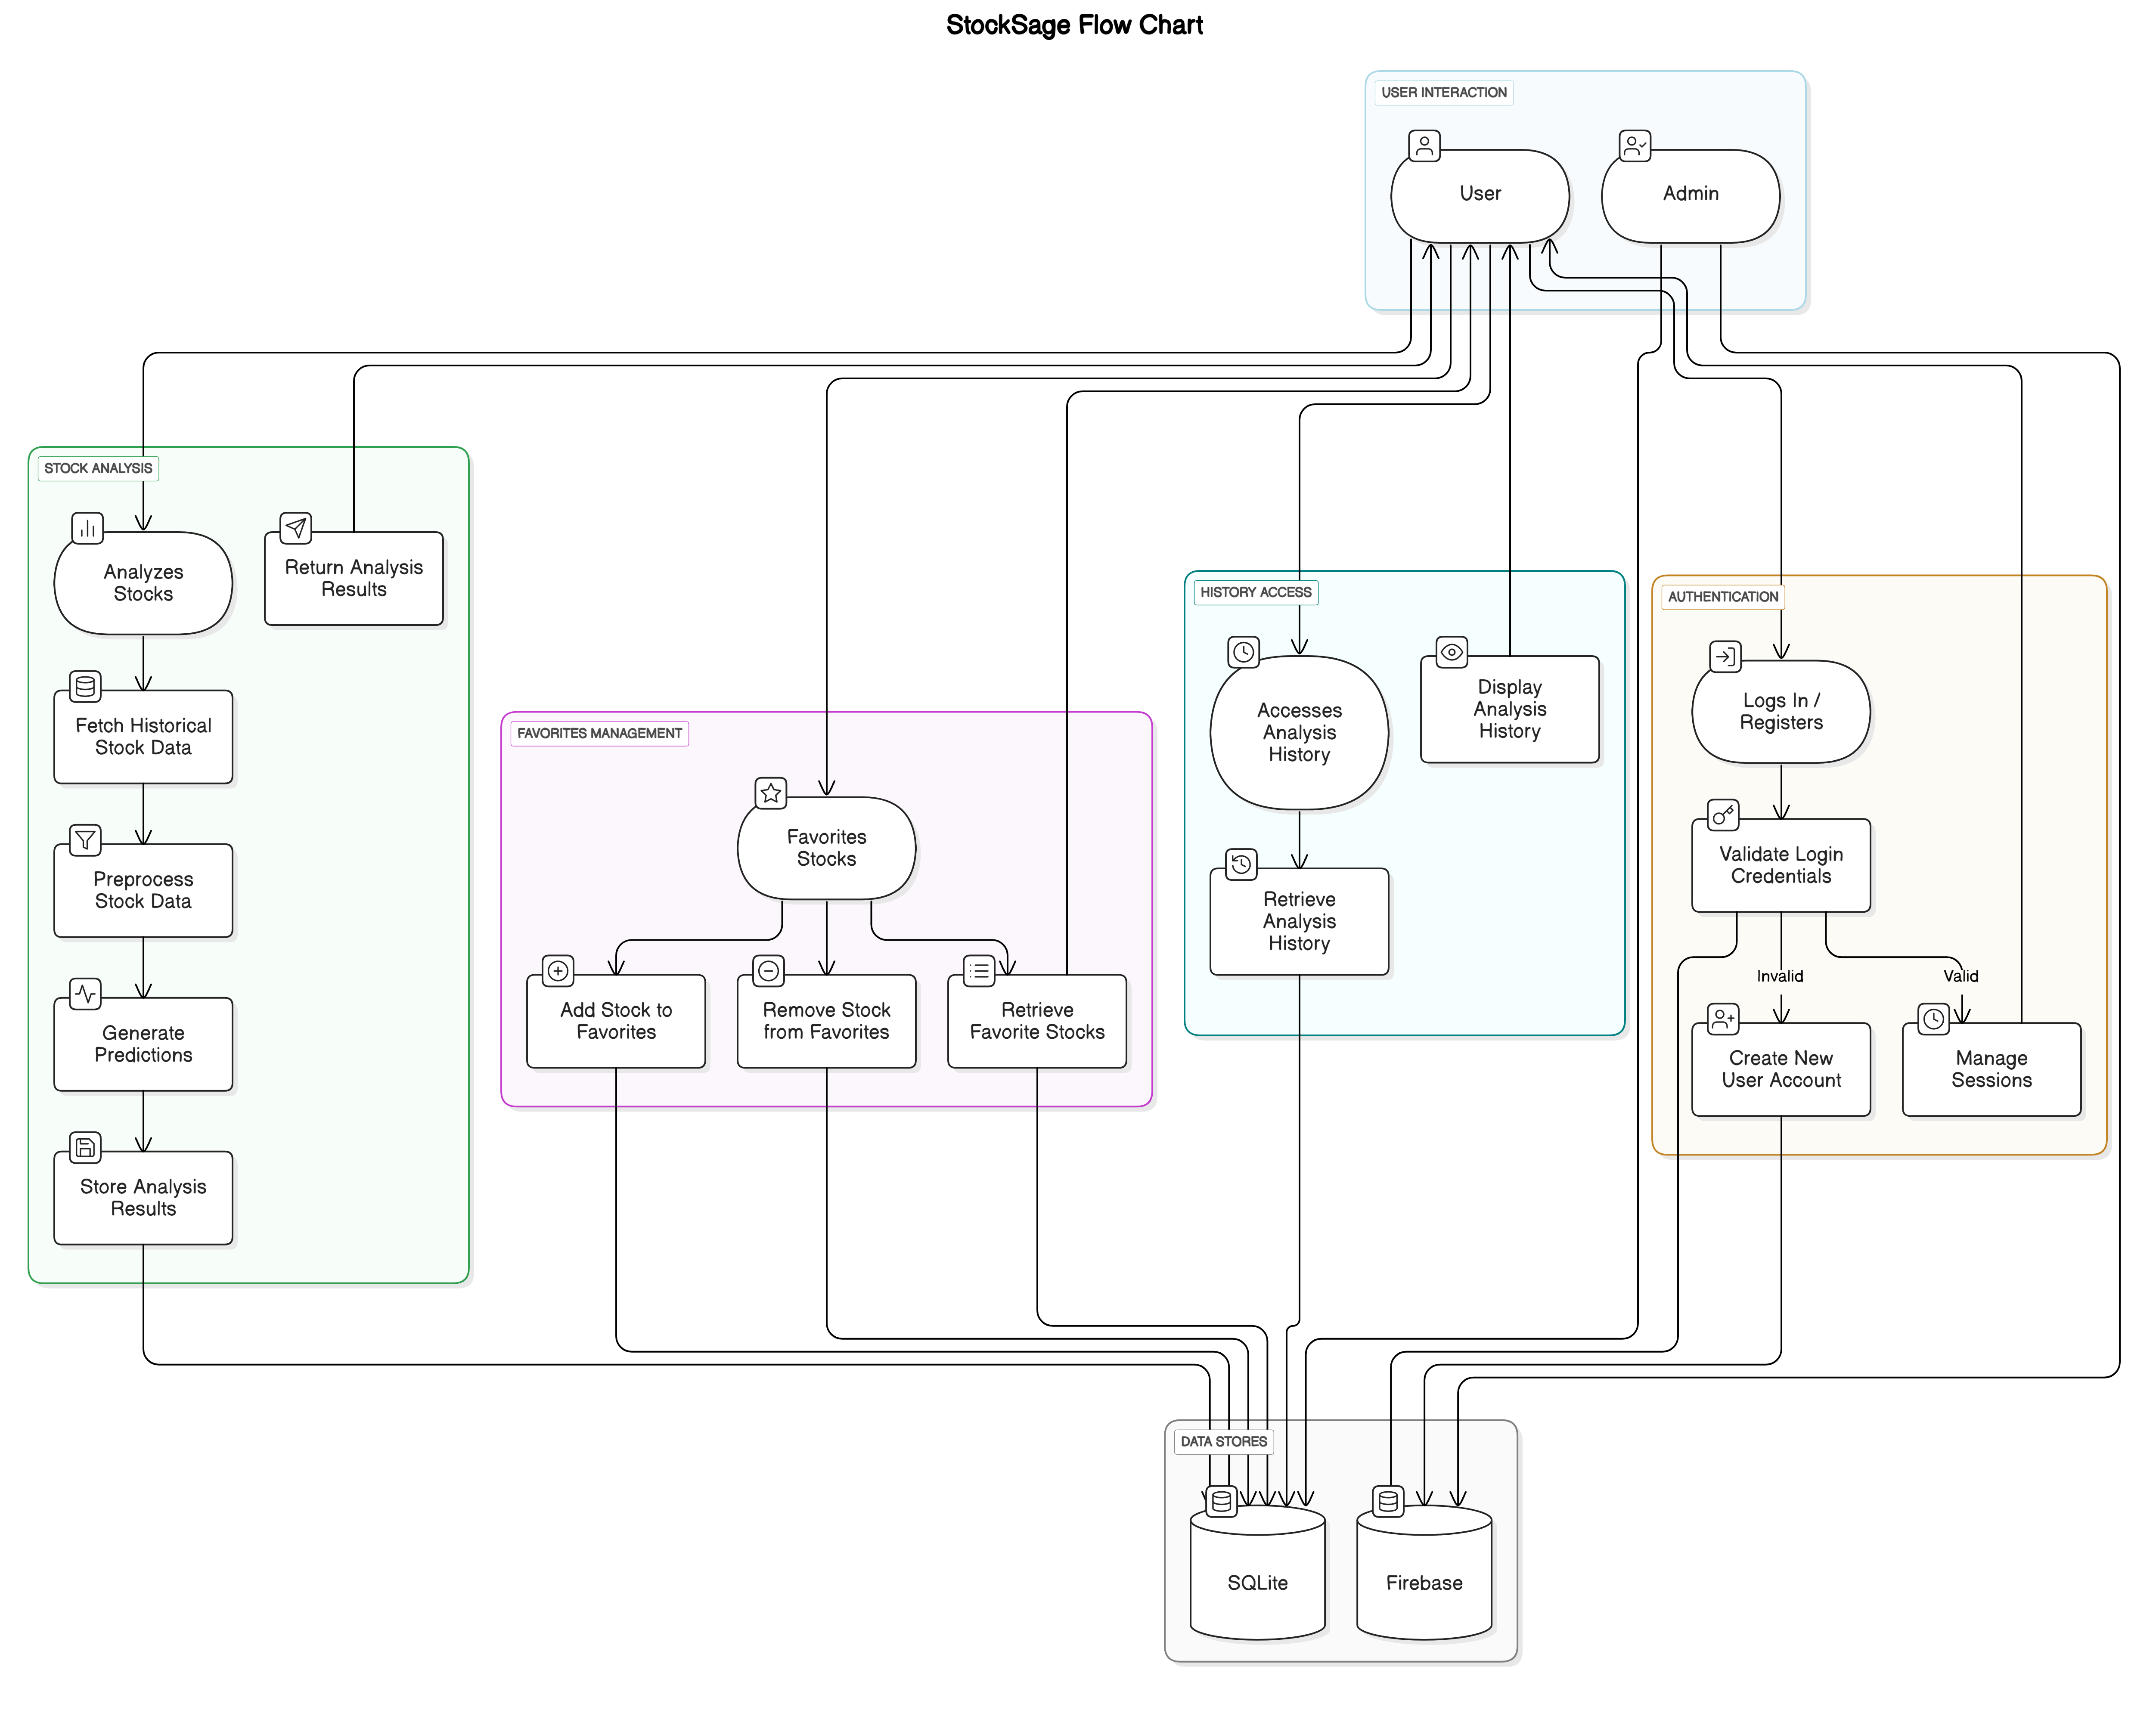 StockSage Flow Chart
USER INTERACTION
User
Admin
STOCK ANALYSIS
Analyzes
Stocks
Return Analysis
Results
Fetch Historical
Stock Data
Preprocess
Stock Data
Generate
Predictions
Store Analysis
Results
FAVORITES MANAGEMENT
Favorites
Stocks
Add Stock to
Favorites
Remove Stock
from Favorites
Retrieve
Favorite Stocks
HISTORY ACCESS
Accesses
Analysis
History
Display
Analysis
History
Retrieve
Analysis
History
AUTHENTICATION
Logs In /
Registers
Validate Login
Credentials
Invalid
Valid
Create New
User Account
Manage
Sessions
DATA STORES
SQLite
Firebase